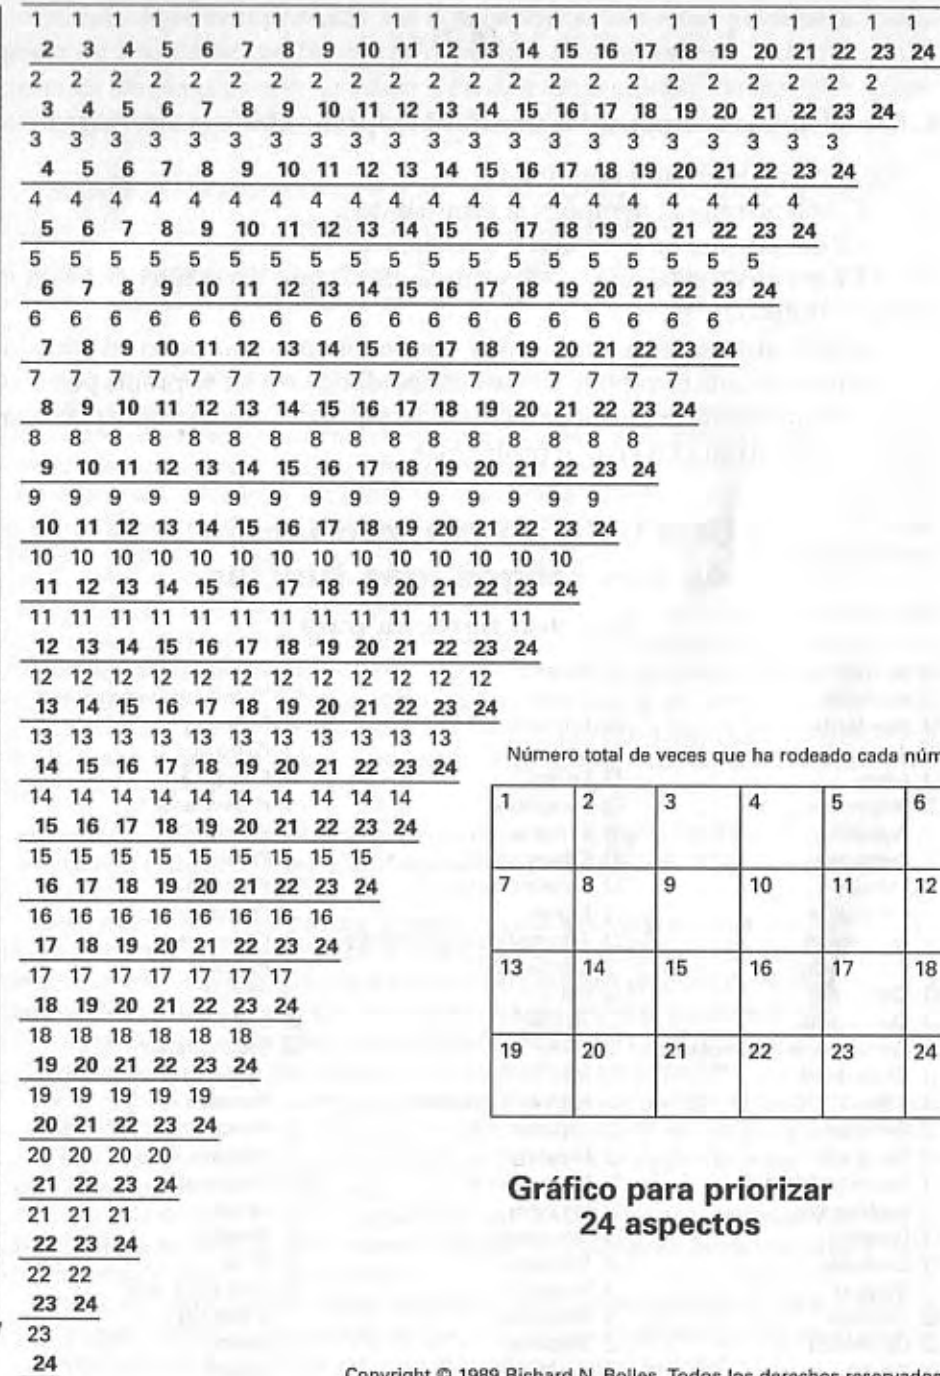 1 1 1 1 1 1 1 1 1 1 1 1 1 1 1 1 1 1 1 1 1 1 1
2 3 4 5 6 7 8 9 10 11 12 13 14 15 16 17 18 19 20 21 22 23 24
2 2 2 2 2 2 2 2 2 2 2 2 2 2 2 2 2 2 2 2 2 2
3 4 5 6 7 8 9 10 11 12 13 14 15 16 17 18 19 20 21 22 23 24
3 3 3 3 3 3 3 3 3 3 3 3 3 3 3 3 3 3 3 3 3
4 5 6 7 8 9 10 11 12 13 14 15 16 17 18 19 20 21 22 23 24
4 4 4 4 4 4 4 4 4 4 4 4 4 4 4 4 4 4 4 4
5 6 7 8 9 10 11 12 13 14 15 16 17 18 19 20 21 22 23 24
5 5 5 5 5 5 5 5 5 5 5 5 5 5 5 5 5 5 5
6 7 8 9 10 11 12 13 14 15 16 17 18 19 20 21 22 23 24
6 6 6 6 6 6 6 6 6 6 6 6 6 6 6 6 6 6
7 8 9 10 11 12 13 14 15 16 17 18 19 20 21 22 23 24
7 7 7 7 7 7 7 7 7 7 7 7 7 7 7 7 7
8 9 10 11 12 13 14 15 16 17 18 19 20 21 22 23 24
8 8 8 8 8 8 8 8 8 8 8 8 8 8 8 8
9 10 11 12 13 14 15 16 17 18 19 20 21 22 23 24
9 9 9 9 9 9 9 9 9 9 9 9 9 9 9
10 11 12 13 14 15 16 17 18 19 20 21 22 23 24
10 10 10 10 10 10 10 10 10 10 10 10 10 10
11 12 13 14 15 16 17 18 19 20 21 22 23 24
11 11 11 11 11 11 11 11 11 11 11 11 11
12 13 14 15 16 17 18 19 20 21 22 23 24
12 12 12 12 12 12 12 12 12 12 12 12
13 14 15 16 17 18 19 20 21 22 23 24
13 13 13 13 13 13 13 13 13 13 13
14 15 16 17 18 19 20 21 22 23 24
14 14 14 14 14 14 14 14 14 14
15 16 17 18 19 20 21 22 23 24
15 15 15 15 15 15 15 15 15
16 17 18 19 20 21 22 23 24
16 16 16 16 16 16 16 16
17 18 19 20 21 22 23 24
17 17 17 17 17 17 17
18 19 20 21 22 23 24
18 18 18 18 18 18
19 20 21 22 23 24
19 19 19 19 19
20 21 22 23 24
20 20 20 20
21 22 23 24
21 21 21
22 23 24
22 22
23 24
23
24
Número total de veces que ha rodeado cada núm
1 2 3 4 5 6
7 8 9 10 11 12
13 14 15 16 17 18
19 20 21 22 23 24
Gráfico para priorizar
24 aspectos
Copyright © 1989 Richard N. Bolles. Todos los derechos reservados